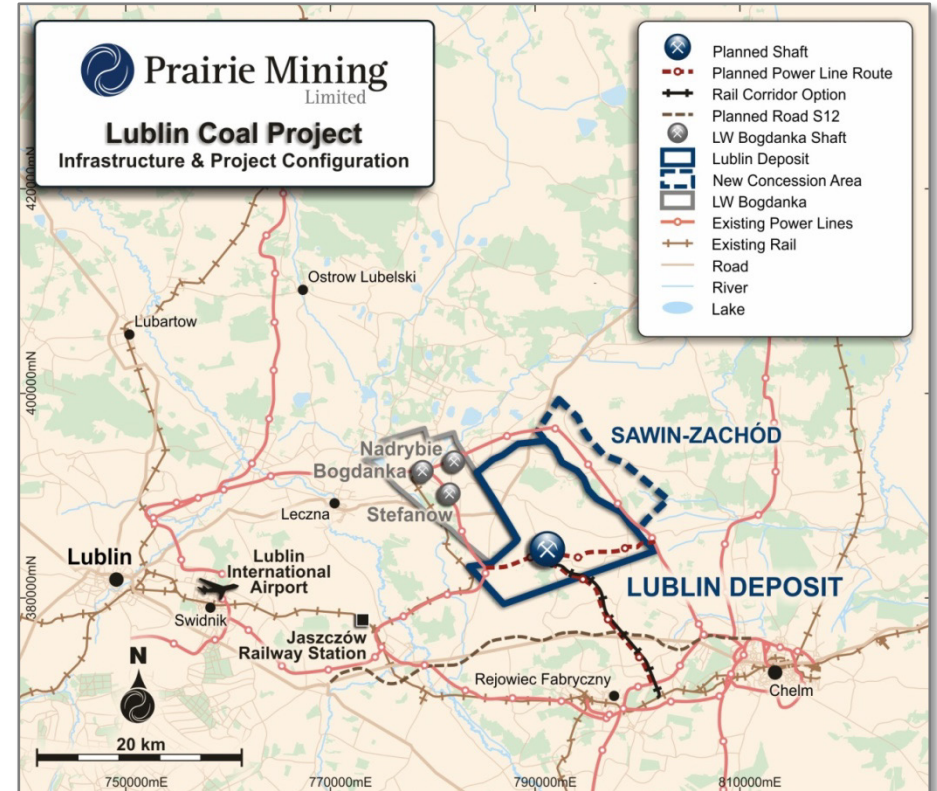 Prairie Mining
Limited
Lublin Coal Project
Infrastructure & Project Configuration
Planned Shaft
Planned Power Line Route
Rail Corridor Option
Planned Road S12
LW Bogdanka Shaft
Lublin Deposit
New Concession Area
LW Bogdanka
Existing Power Lines
Existing Rail
Road
River
Lake
420000mN
Ostrow Lubelski
Lubartow
400000mN
SAWIN-ZACHÓD
Nadrybie
Bogdanka
Stefanów
Leczna
Lublin
Lublin
International
Airport
LUBLIN DEPOSIT
380000mN
Swidnik
Jaszczów
Railway Station
N
Rejowiec Fabryczny
Chelm
20 km
750000mE
770000mE
790000mE
810000mE